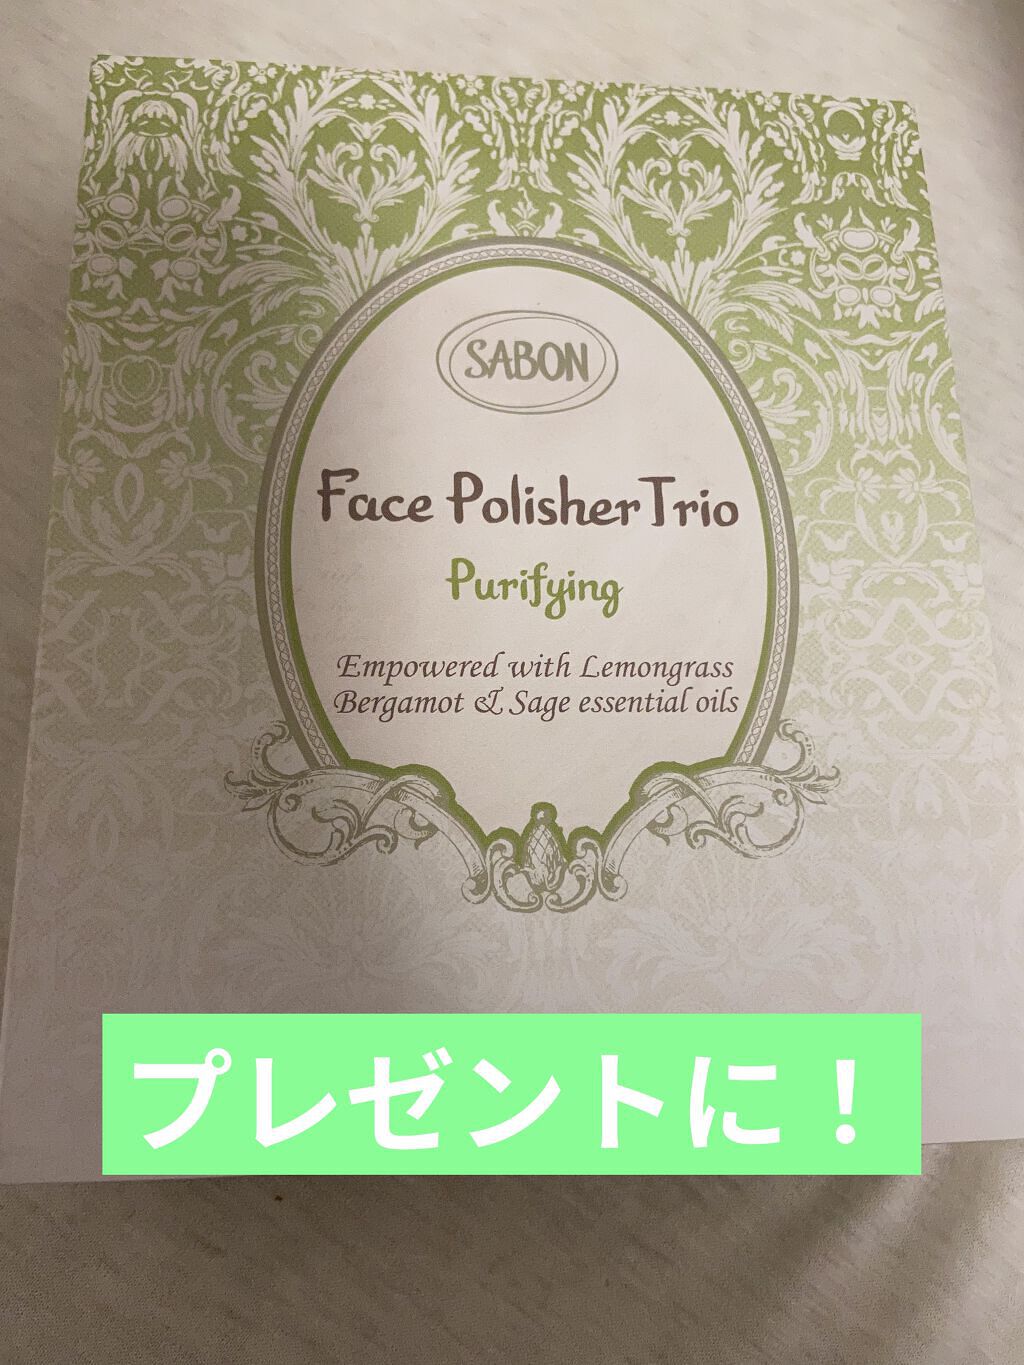 SABON
Face Polisher Trio
Purifying
Empowered with Lemongrass
Bergamot & Sage essential oils
プレゼントに！